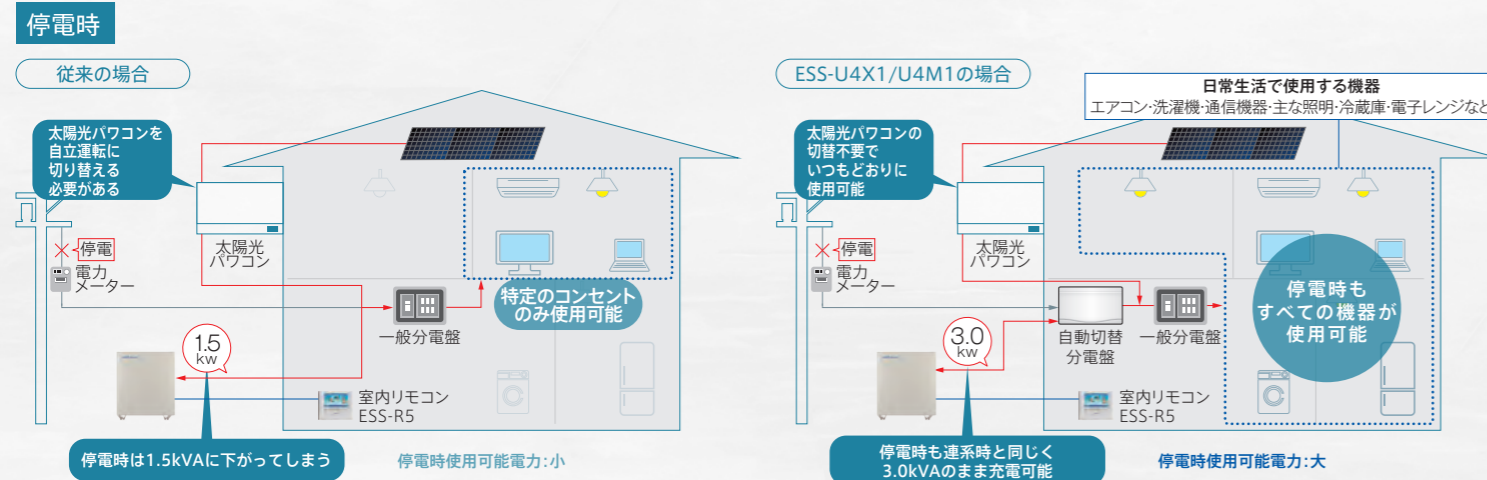 停電時
従来の場合
太陽光パワコンを
自立運転に
切り替える
必要がある
停電
電力
メーター
太陽光
パワコン
一般分電盤
特定のコンセント
のみ使用可能
1.5
kw
室内リモコン
ESS-R5
停電時は1.5kVAに下がってしまう
停電時使用可能電力:小
ESS-U4X1/U4M1の場合
日常生活で使用する機器
エアコン・洗濯機・通信機器・主な照明・冷蔵庫・電子レンジなど
太陽光パワコンの
切替不要で
いつもどおりに
使用可能
停電
電力
メーター
太陽光
パワコン
自動切替
分電盤
一般分電盤
停電時も
すべての機器が
使用可能
3.0
kw
室内リモコン
ESS-R5
停電時も連系時と同じく
3.0kVAのまま充電可能
停電時使用可能電力:大